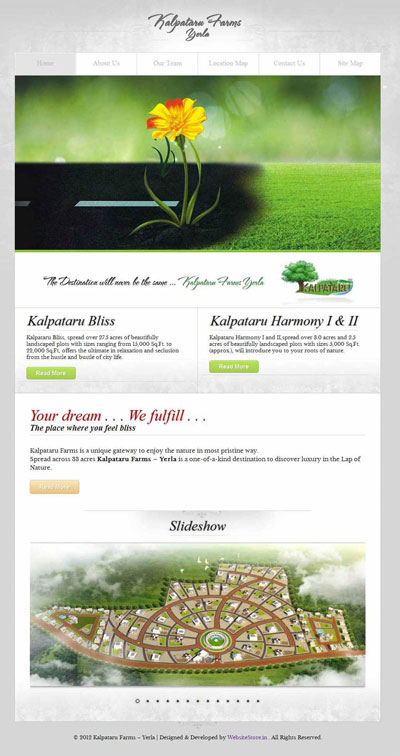 Kalpataru Farms
Yerla
Home About Us Our Team Location Map Contact Us Site Map
The Destination will never be the same ... Kalpataru Farms Yerla
KALPATARU
Kalpataru Bliss
Kalpataru Bliss, spread over 27.5 acres of beautifully
landscaped plots with sizes ranging from 15,000 Sq.Ft. to
22,000 Sq.Ft, offers the ultimate in relaxation and seclusion
from the hustle and bustle of city life.
Read More
Kalpataru Harmony I & II
Kalpataru Harmony I and II,spread over 3.0 acres and 2.5
acres of beautifully landscaped plots with sizes 5,000 Sq.Ft.
(approx.), will introduce you to your roots of nature.
Read More
Your dream . . . We fulfill . . .
The place where you feel bliss
Kalpataru Farms is a unique gateway to enjoy the nature in most pristine way.
Spread across 33 acres Kalpataru Farms – Yerla is a one-of-a-kind destination to discover luxury in the Lap of
Nature.
Read More
Slideshow
© 2012 Kalpataru Farms – Yerla | Designed & Developed by WebsiteStore.in . All Rights Reserved.